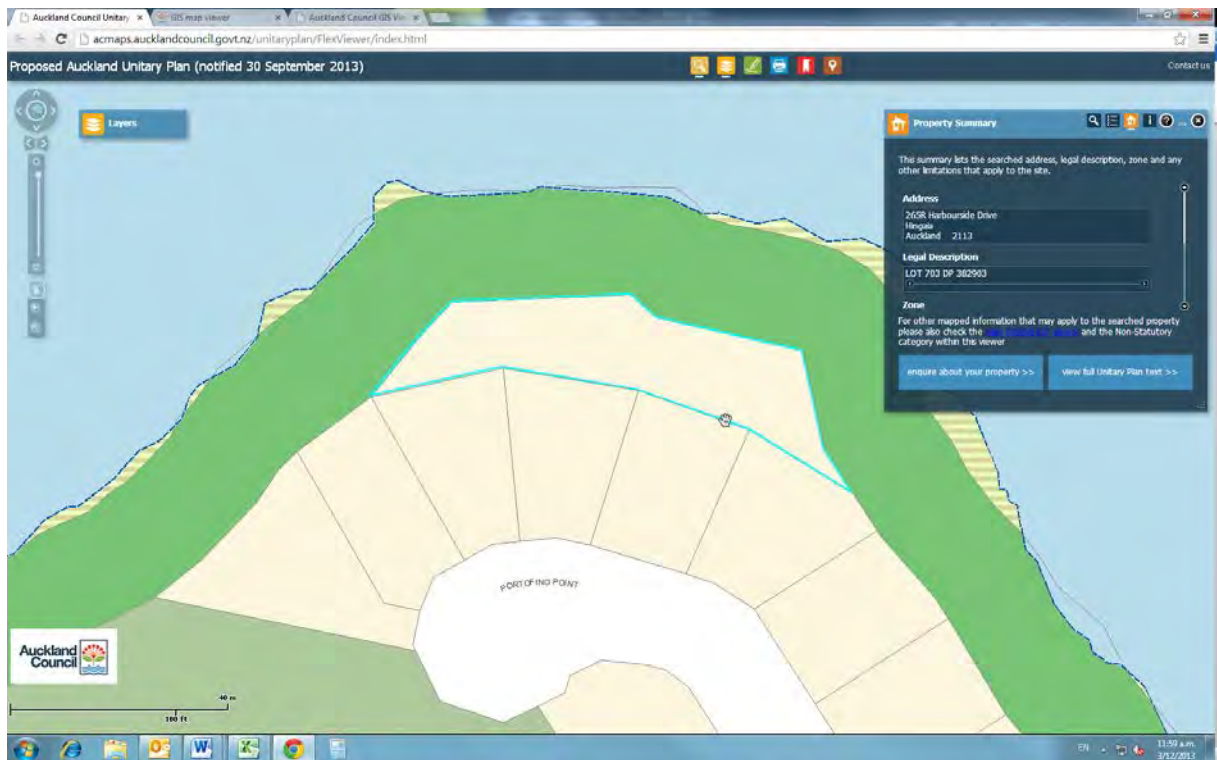 Auckland Council Unitary
GIS map viewer
Auckland Council GIS Vie
acmaps.aucklandcouncil.govt.nz/unitaryplan/FlexViewer/index.html
Proposed Auckland Unitary Plan (notified 30 September 2013)
Contact us
Layers
Property Summary
This summary lists the searched address, legal description, zone and any
other limitations that apply to the site.
Address
265R Harbourside Drive
Hingaia
Auckland 2113
Legal Description
LOT 703 DP 382903
Zone
For other mapped information that may apply to the searched property
please also check the
and the Non-Statutory
category within this viewer
enquire about your property >>
view full Unitary Plan text >>
PORTOFINO POINT
Auckland
Council
40 m
100 ft
EN
11:59 a.m.
3/12/2013